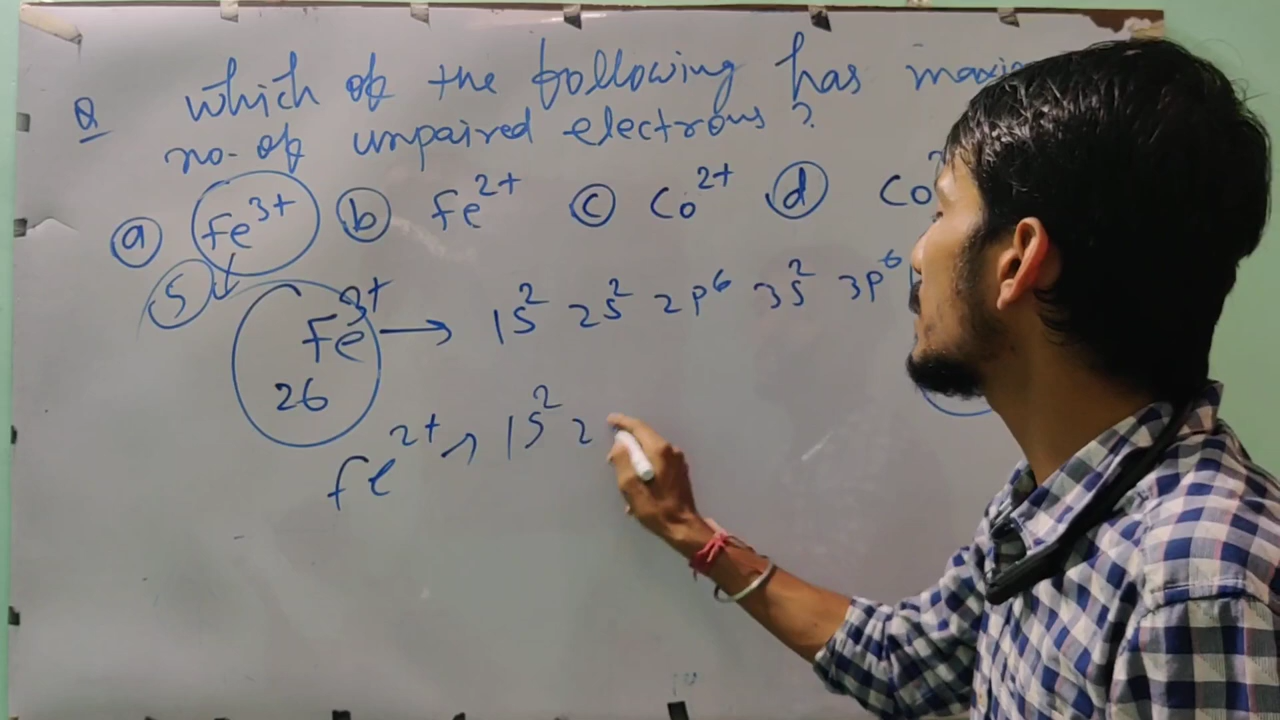 Q which of the following has
no. of unpaired electrons ?
(a) Fe³⁺ (b) Fe²⁺ (c) Co²⁺ (d) Co
5
Fe³⁺ → 1S² 2S² 2P⁶ 3S² 3P⁶
26
Fe²⁺ → 1S² 2